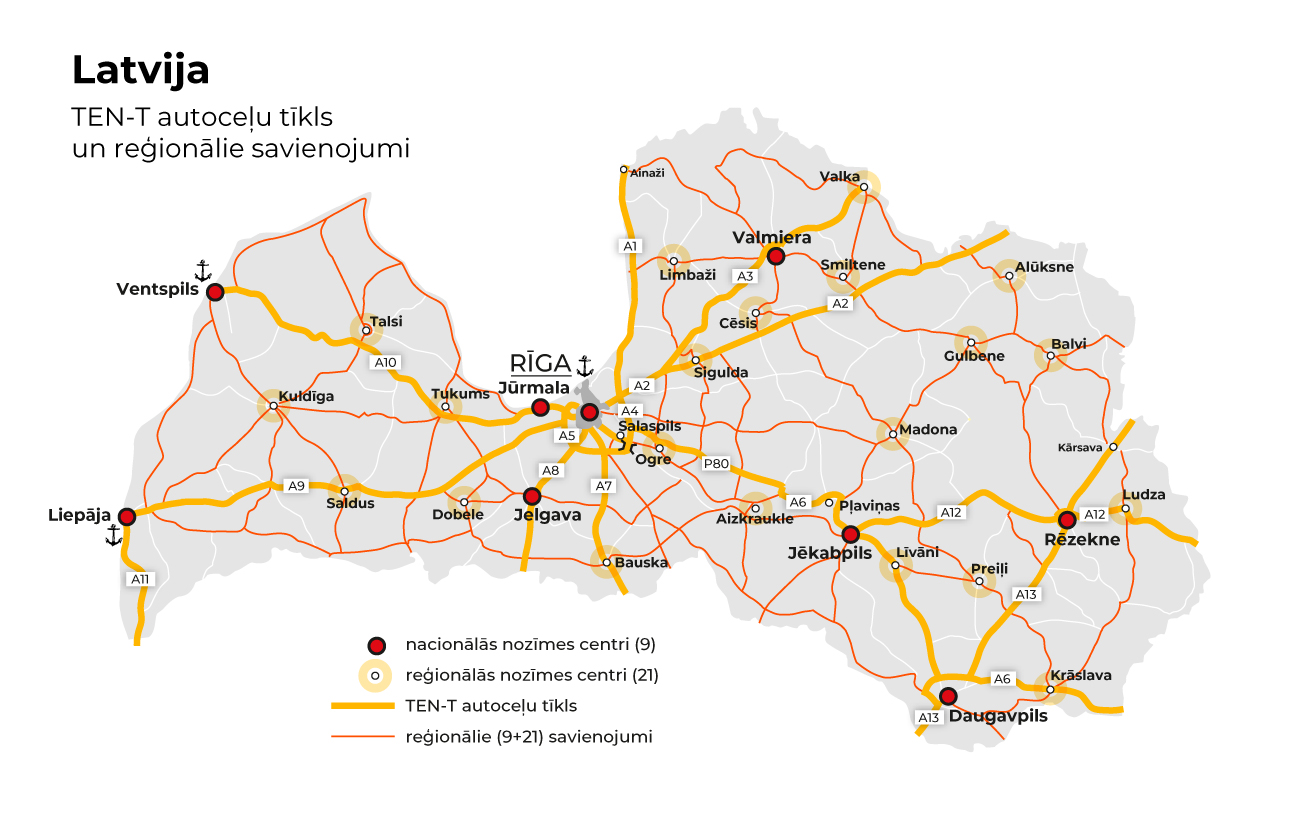 Latvija
TEN-T autoceļu tīkls
un reģionālie savienojumi
Ainaži
Valka
Valmiera
A1
Limbaži
A3
Smiltene
Alūksne
A2
Ventspils
Talsi
Cēsis
Gulbene
Balvi
A10
RĪGA
Jūrmala
Sigulda
A2
Kuldīga
Tukums
A4
Salaspils
A5
Madona
Kārsava
Ogre
P80
A8
A7
A9
Saldus
Dobele
Jelgava
Aizkraukle
A6
Pļaviņas
A12
A12
Ludza
Liepāja
Rēzekne
Jēkabpils
Līvāni
Preiļi
Bauska
A11
A13
A6
Krāslava
A13
Daugavpils
nacionālās nozīmes centri (9)
reģionālās nozīmes centri (21)
TEN-T autoceļu tīkls
reģionālie (9+21) savienojumi